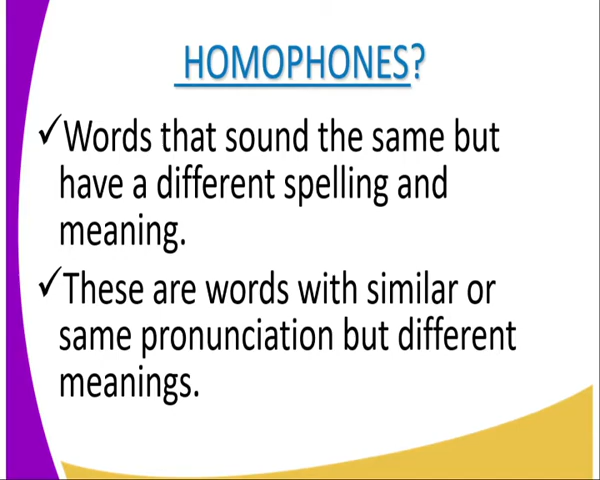 HOMOPHONES?
✓Words that sound the same but
have a different spelling and
meaning.
✓These are words with similar or
same pronunciation but different
meanings.